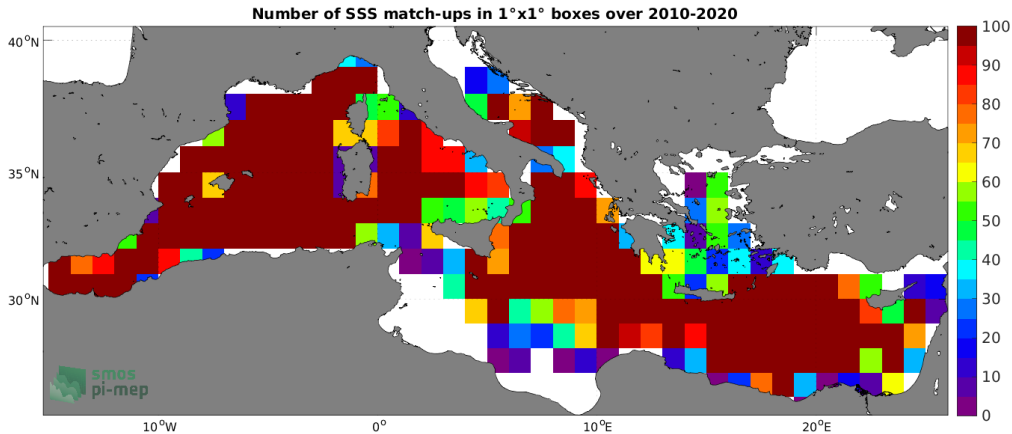 Number of SSS match-ups in 1°x1° boxes over 2010-2020
40°N
35°N
30°N
10°W
0°
10°E
20°E
100
90
80
70
60
50
40
30
20
10
0
smos
pi-mep